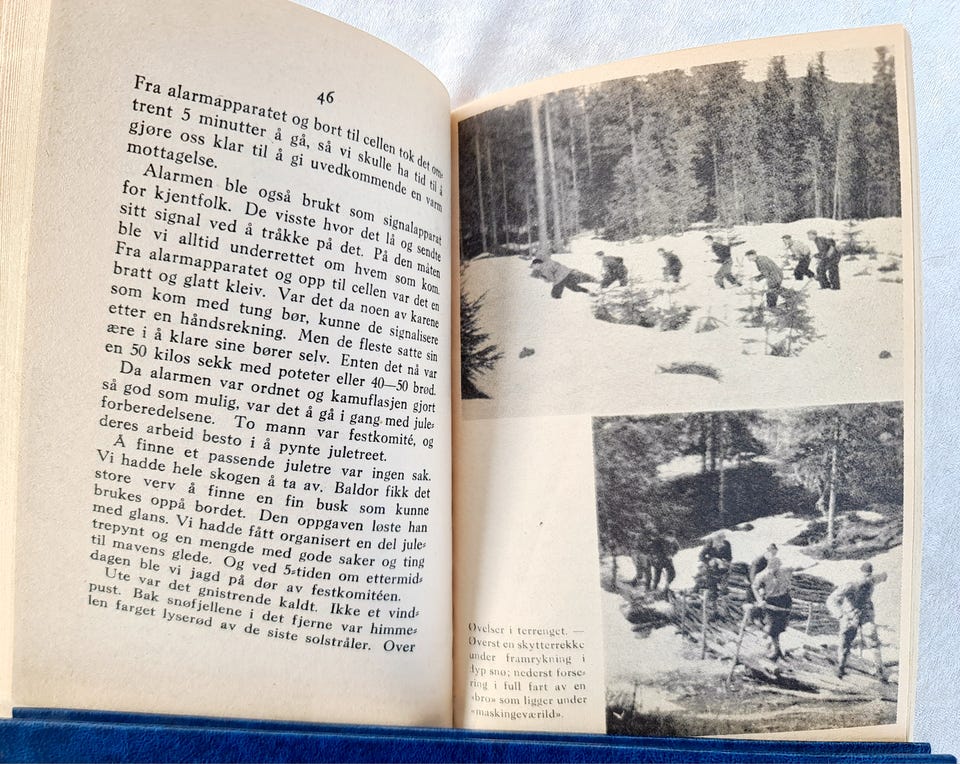 46
Fra alarmapparatet og bort til cellen tok det om⸗
trent 5 minutter å gå, så vi skulle ha tid til å
gjøre oss klar til å gi uvedkommende en varm
mottagelse.
Alarmen ble også brukt som signalapparat
for kjentfolk. De visste hvor det lå og sendte
sitt signal ved å tråkke på det. På den måten
ble vi alltid underrettet om hvem som kom.
Fra alarmapparatet og opp til cellen var det en
bratt og glatt kleiv. Var det da noen av karene
som kom med tung bør, kunne de signalisere
etter en håndsrekning. Men de fleste satte sin
ære i å klare sine bører selv. Enten det nå var
en 50 kilos sekk med poteter eller 40—50 brød.
Da alarmen var ordnet og kamuflasjen gjort
så god som mulig, var det å gå i gang med jule⸗
forberedelsene. To mann var festkomité, og
deres arbeid besto i å pynte juletreet.
Å finne et passende juletre var ingen sak.
Vi hadde hele skogen å ta av. Baldor fikk det
store verv å finne en fin busk som kunne
brukes oppå bordet. Den oppgaven løste han
med glans. Vi hadde fått organisert en del jule⸗
trepynt og en mengde med gode saker og ting
til mavens glede. Og ved 5⸗tiden om ettermid⸗
dagen ble vi jagd på dør av festkomitéen.
Ute var det gnistrende kaldt. Ikke et vind⸗
pust. Bak snøfjellene i det fjerne var himme⸗
len farget lyserød av de siste solstråler. Over
Øvelser i terrenget. —
Øverst en skytterrekke
under framrykning i
dyp snø; nederst forse⸗
ring i full fart av en
«bro» som ligger under
«maskingeværild».